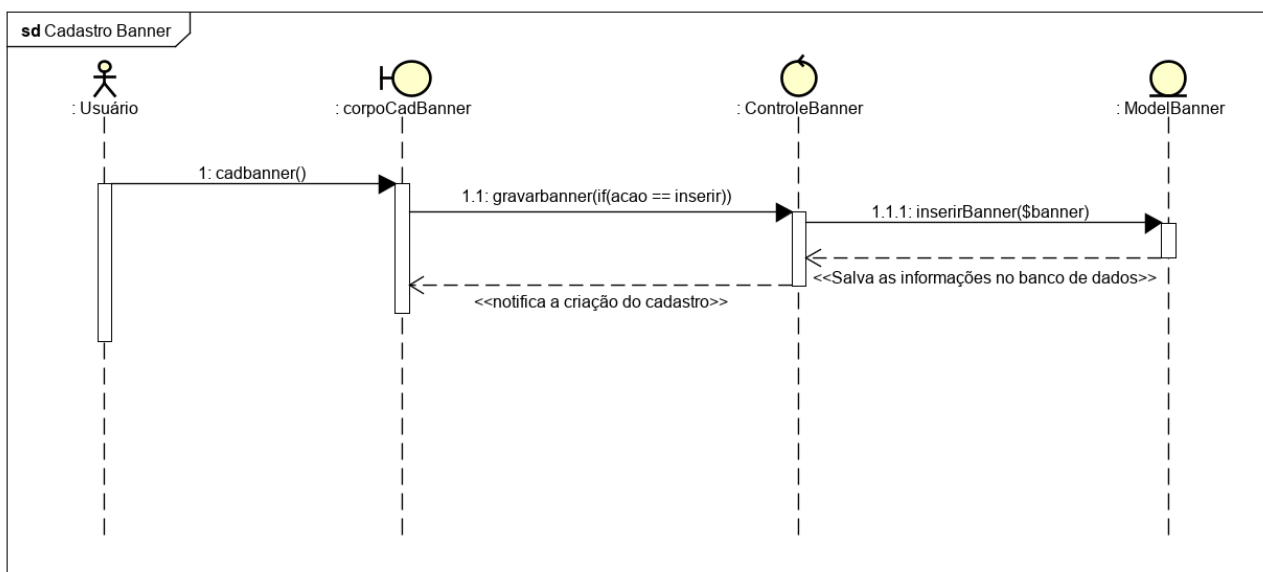 sd Cadastro Banner
: Usuário
: corpoCadBanner
: ControleBanner
: ModelBanner
1: cadbanner()
1.1: gravarbanner(if(acao == inserir))
1.1.1: inserirBanner($banner)
<<Salva as informações no banco de dados>>
<<notifica a criação do cadastro>>